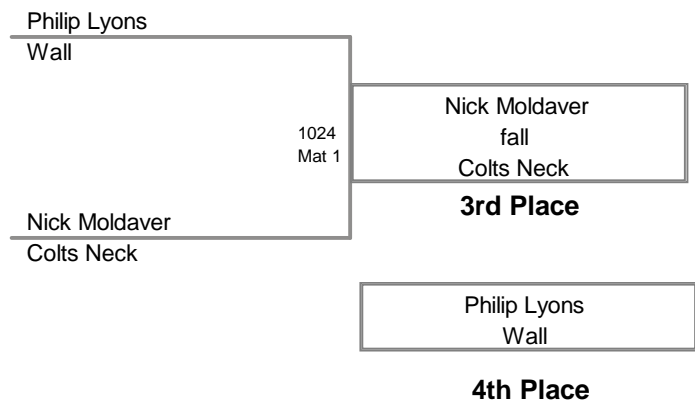 Philip Lyons
Wall
1024
Mat 1
Nick Moldaver
fall
Colts Neck
3rd Place
Nick Moldaver
Colts Neck
Philip Lyons
Wall
4th Place